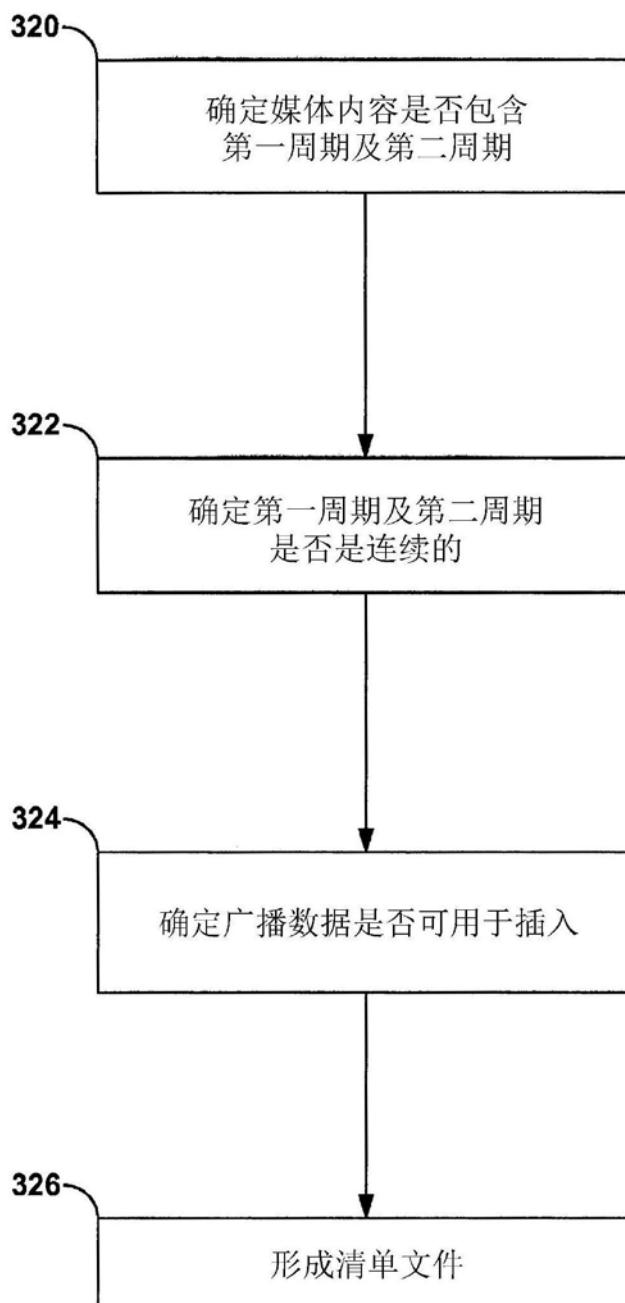 320
确定媒体内容是否包含
第一周期及第二周期
322
确定第一周期及第二周期
是否是连续的
324
确定广播数据是否可用于插入
326
形成清单文件